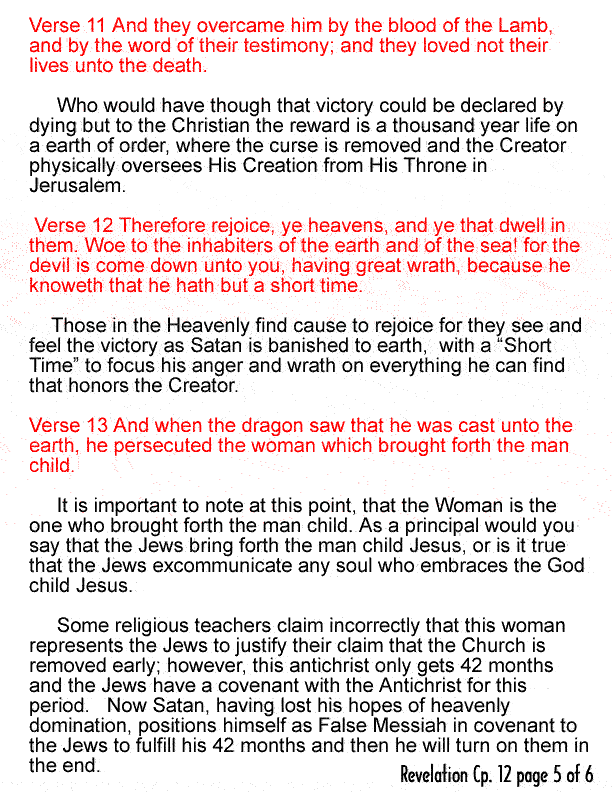 Verse 11 And they overcame him by the blood of the Lamb,
and by the word of their testimony; and they loved not their
lives unto the death.
Who would have though that victory could be declared by
dying but to the Christian the reward is a thousand year life on
a earth of order, where the curse is removed and the Creator
physically oversees His Creation from His Throne in
Jerusalem.
Verse 12 Therefore rejoice, ye heavens, and ye that dwell in
them. Woe to the inhabiters of the earth and of the sea! for the
devil is come down unto you, having great wrath, because he
knoweth that he hath but a short time.
Those in the Heavenly find cause to rejoice for they see and
feel the victory as Satan is banished to earth, with a “Short
Time” to focus his anger and wrath on everything he can find
that honors the Creator.
Verse 13 And when the dragon saw that he was cast unto the
earth, he persecuted the woman which brought forth the man
child.
It is important to note at this point, that the Woman is the
one who brought forth the man child. As a principal would you
say that the Jews bring forth the man child Jesus, or is it true
that the Jews excommunicate any soul who embraces the God
child Jesus.
Some religious teachers claim incorrectly that this woman
represents the Jews to justify their claim that the Church is
removed early; however, this antichrist only gets 42 months
and the Jews have a covenant with the Antichrist for this
period. Now Satan, having lost his hopes of heavenly
domination, positions himself as False Messiah in covenant to
the Jews to fulfill his 42 months and then he will turn on them in
the end.
Revelation Cp. 12 page 5 of 6